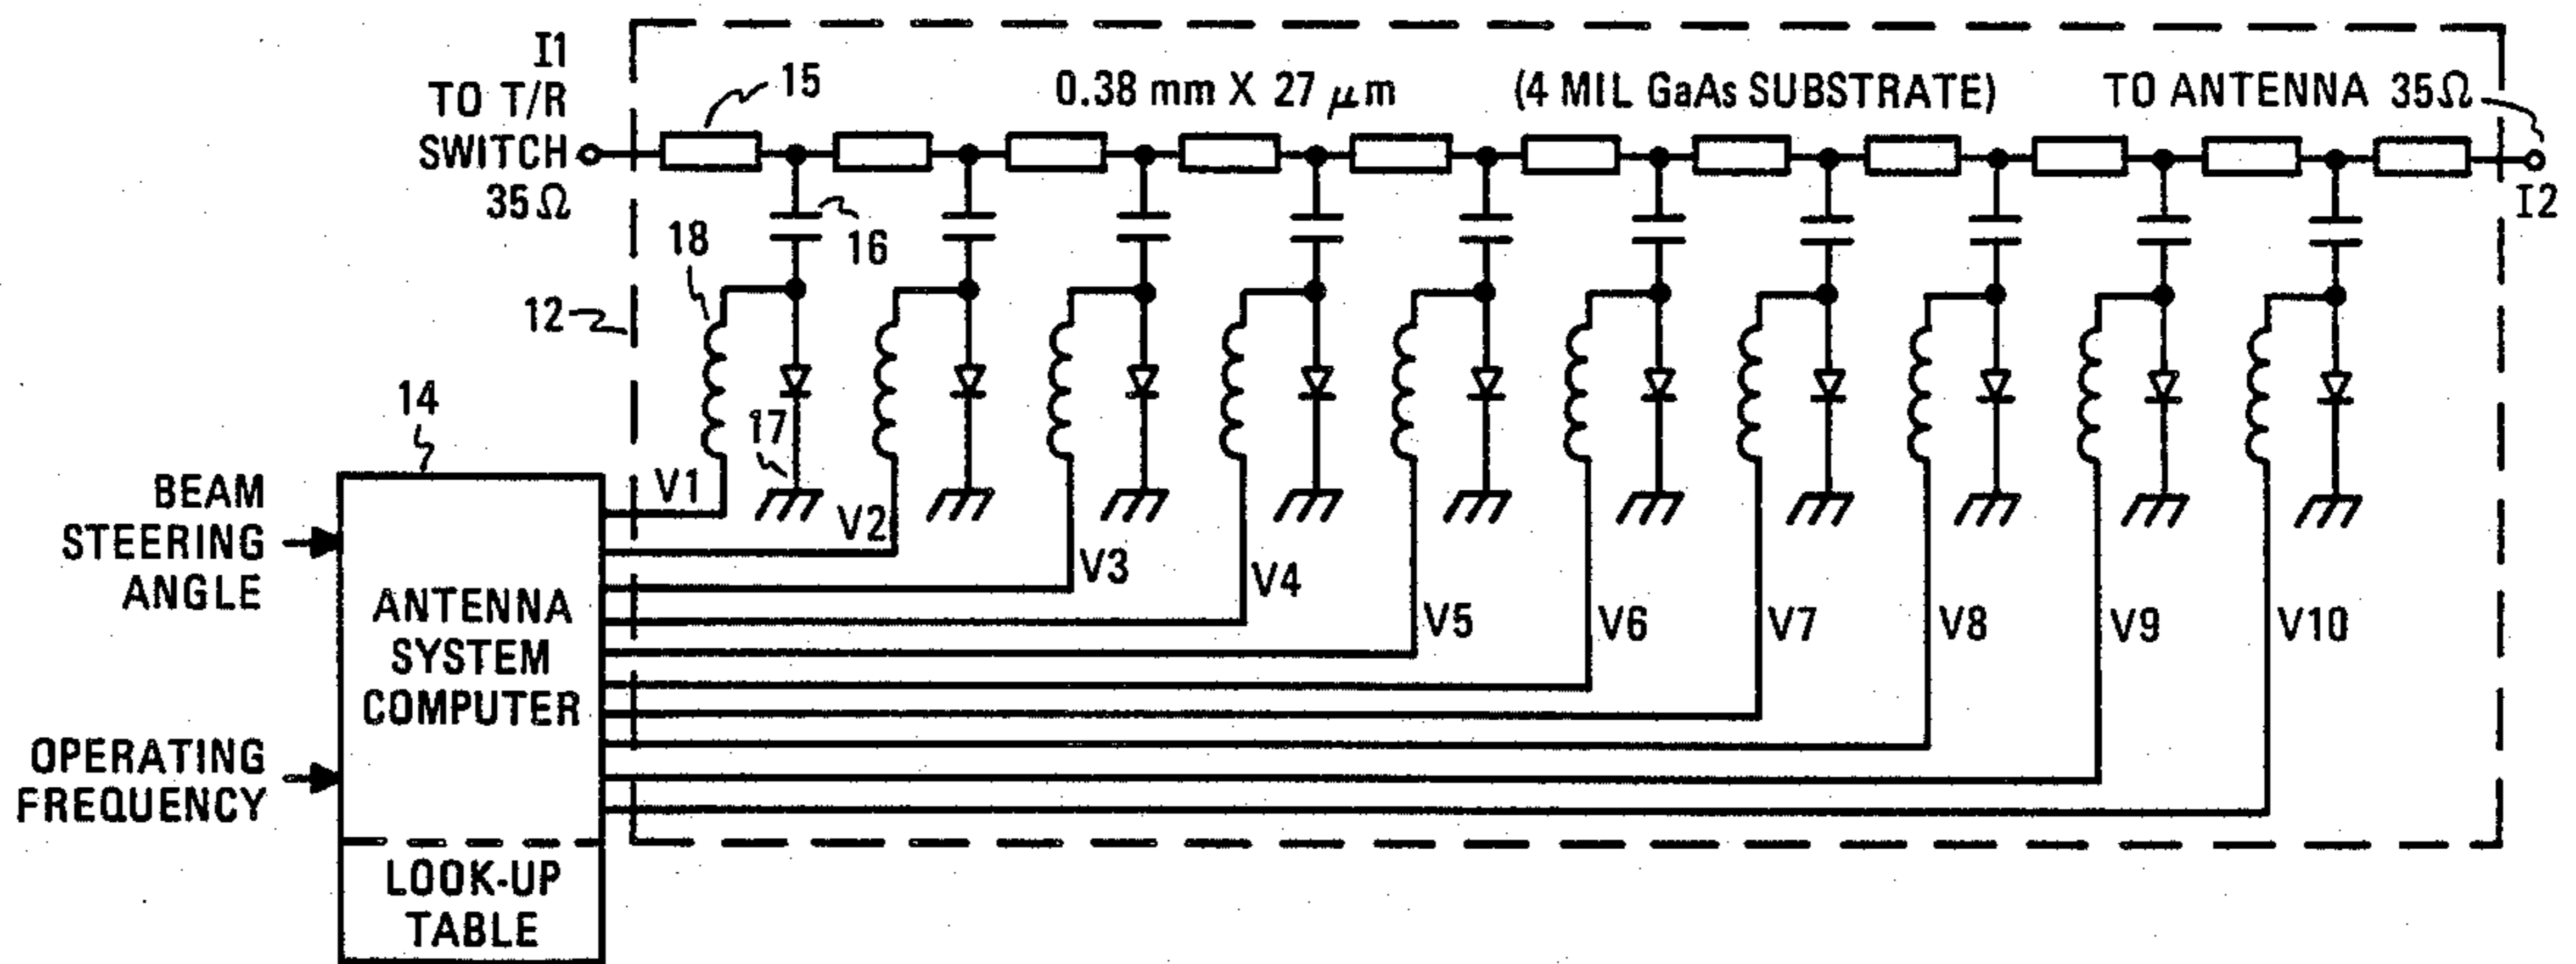 I1
TO T/R
SWITCH
35Ω
15
0.38 mm X 27 μm
(4 MIL GaAs SUBSTRATE)
TO ANTENNA 35Ω
I2
16
18
12
17
14
BEAM
STEERING
ANGLE
OPERATING
FREQUENCY
ANTENNA
SYSTEM
COMPUTER
LOOK-UP
TABLE
V1
V2
V3
V4
V5
V6
V7
V8
V9
V10